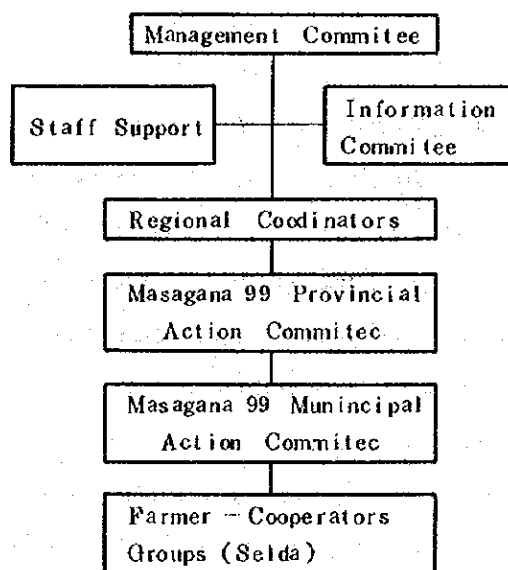 Management Commitee
Staff Support
Information
Commitee
Regional Coodinators
Masagana 99 Provincial
Action Commitec
Masagana 99 Munincipal
Action Commitec
Farmer - Cooperators
Groups (Selda)